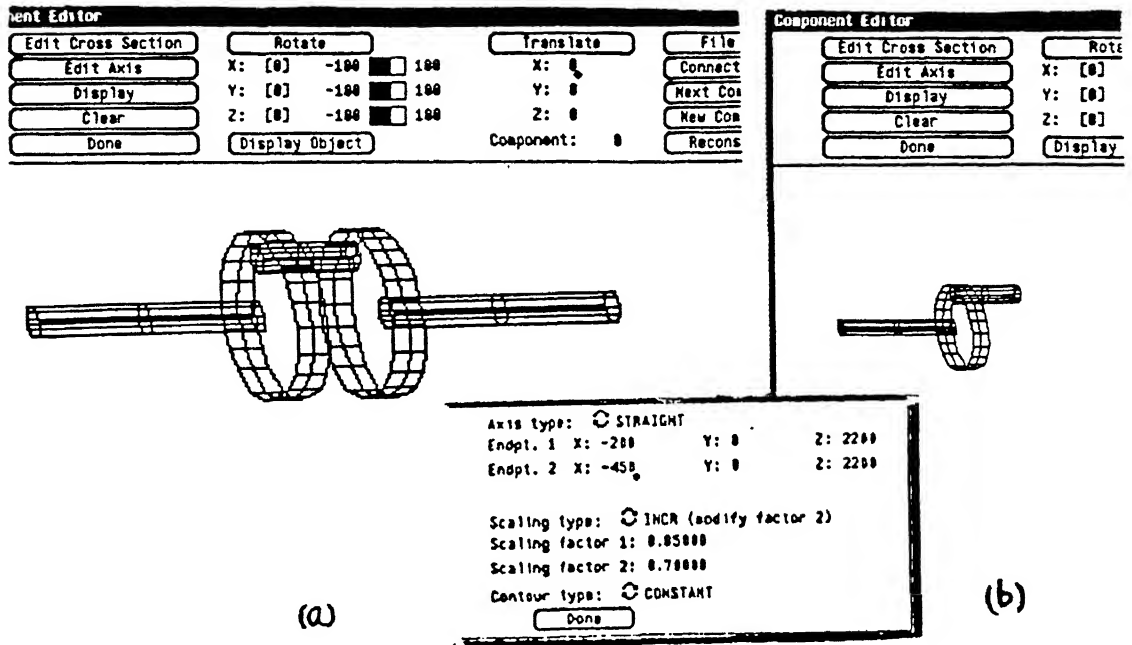 nent Editor
Edit Cross Section Rotate Translate File
Edit Axis X: [0] -180 180 X: 0 Connect
Display Y: [0] -180 180 Y: 0 Next Com
Clear Z: [0] -180 180 Z: 0 New Com
Done Display Object Component: 0 Recons
Component Editor
Edit Cross Section Rota
Edit Axis X: [0]
Display Y: [0]
Clear Z: [0]
Done Display
Axis type: STRAIGHT
Endpt. 1 X: -200 Y: 0 Z: 2200
Endpt. 2 X: -450 Y: 0 Z: 2200
Scaling type: INCR (modify factor 2)
Scaling factor 1: 0.85000
Scaling factor 2: 0.70000
Contour type: CONSTANT
Done
(a)
(b)